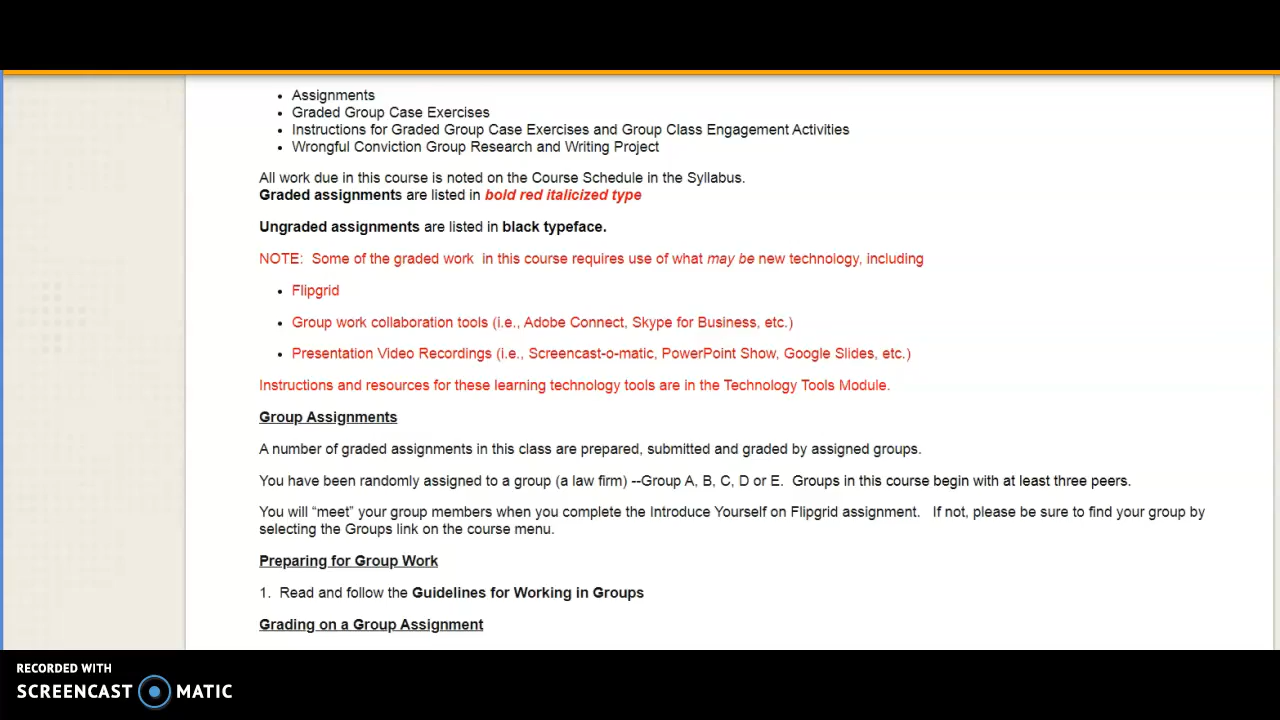 • Assignments
• Graded Group Case Exercises
• Instructions for Graded Group Case Exercises and Group Class Engagement Activities
• Wrongful Conviction Group Research and Writing Project
All work due in this course is noted on the Course Schedule in the Syllabus.
Graded assignments are listed in bold red italicized type
Ungraded assignments are listed in black typeface.
NOTE:  Some of the graded work  in this course requires use of what may be new technology, including
• Flipgrid
• Group work collaboration tools (i.e., Adobe Connect, Skype for Business, etc.)
• Presentation Video Recordings (i.e., Screencast-o-matic, PowerPoint Show, Google Slides, etc.)
Instructions and resources for these learning technology tools are in the Technology Tools Module.
Group Assignments
A number of graded assignments in this class are prepared, submitted and graded by assigned groups.
You have been randomly assigned to a group (a law firm) --Group A, B, C, D or E.  Groups in this course begin with at least three peers.
You will “meet” your group members when you complete the Introduce Yourself on Flipgrid assignment.   If not, please be sure to find your group by
selecting the Groups link on the course menu.
Preparing for Group Work
1.  Read and follow the Guidelines for Working in Groups
Grading on a Group Assignment
RECORDED WITH
SCREENCAST MATIC